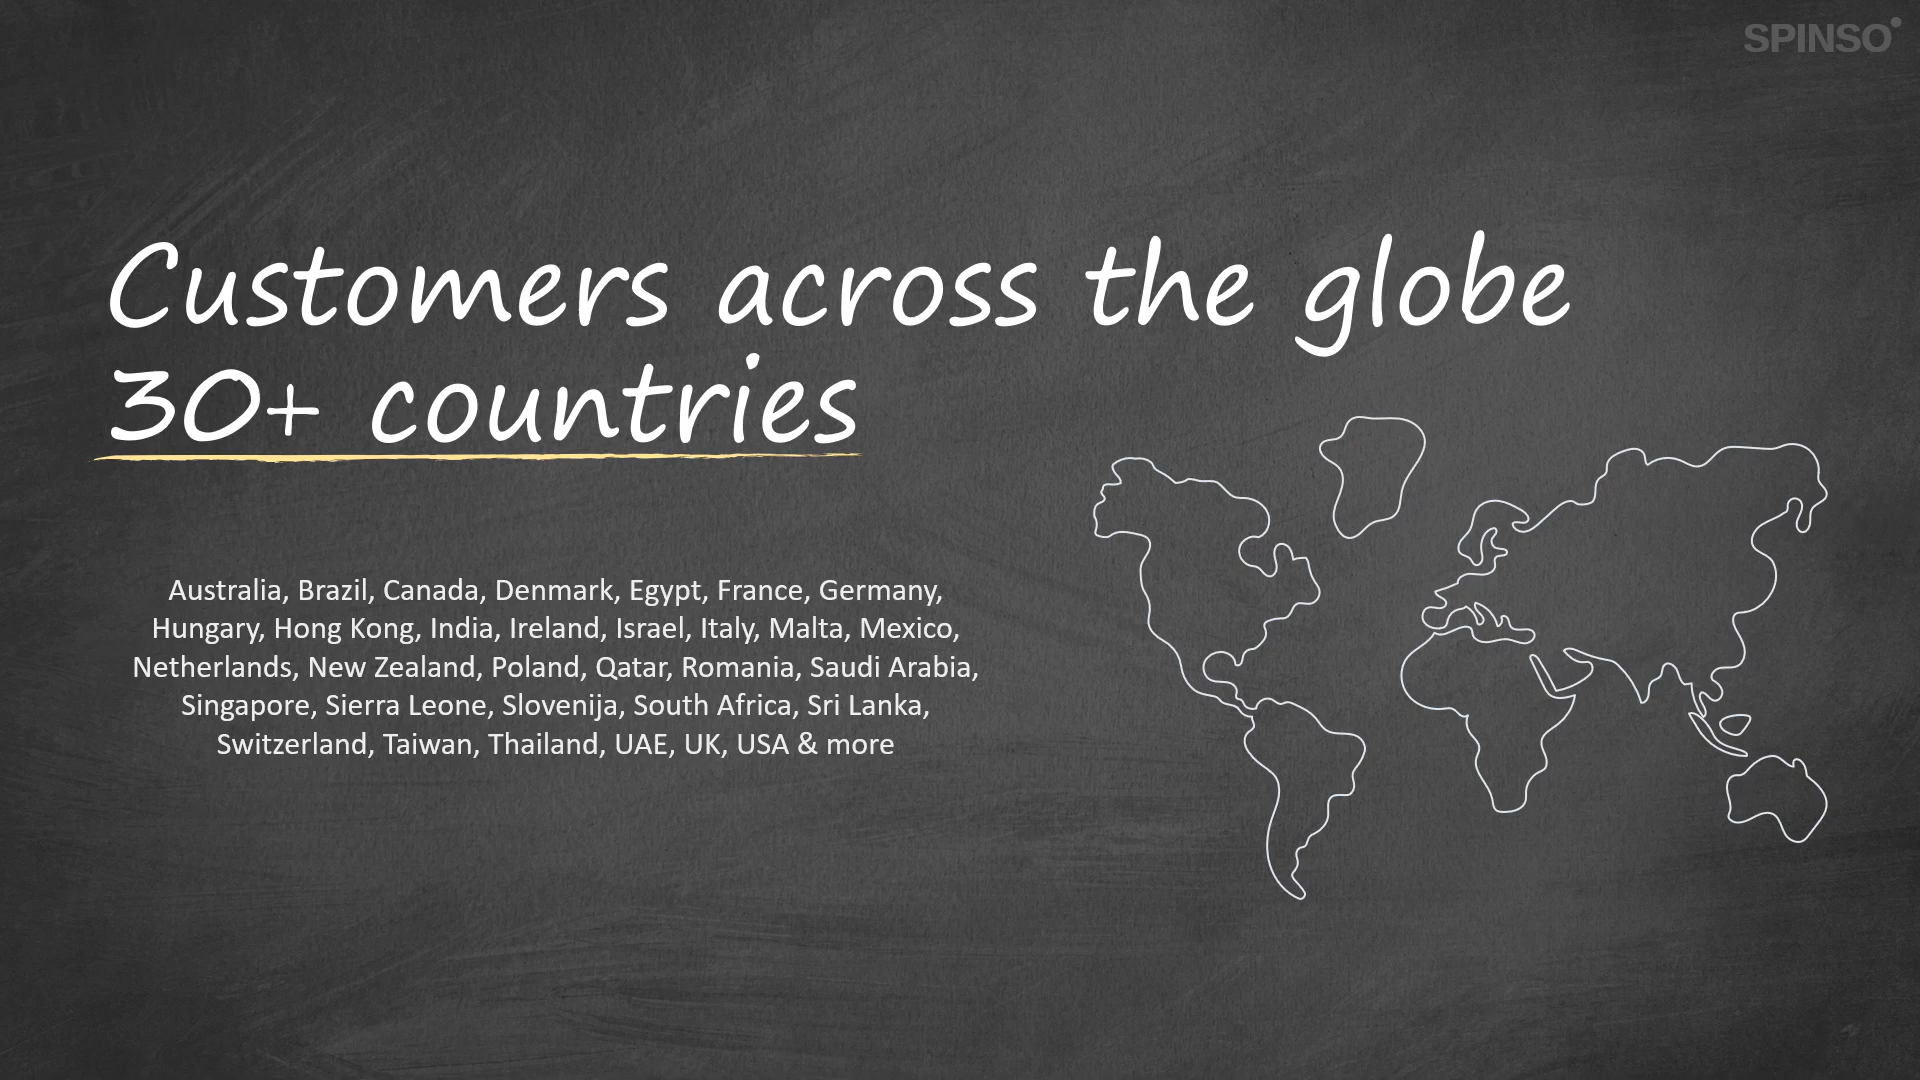 SPINSO
Customers across the globe
30+ countries
Australia, Brazil, Canada, Denmark, Egypt, France, Germany,
Hungary, Hong Kong, India, Ireland, Israel, Italy, Malta, Mexico,
Netherlands, New Zealand, Poland, Qatar, Romania, Saudi Arabia,
Singapore, Sierra Leone, Slovenija, South Africa, Sri Lanka,
Switzerland, Taiwan, Thailand, UAE, UK, USA & more